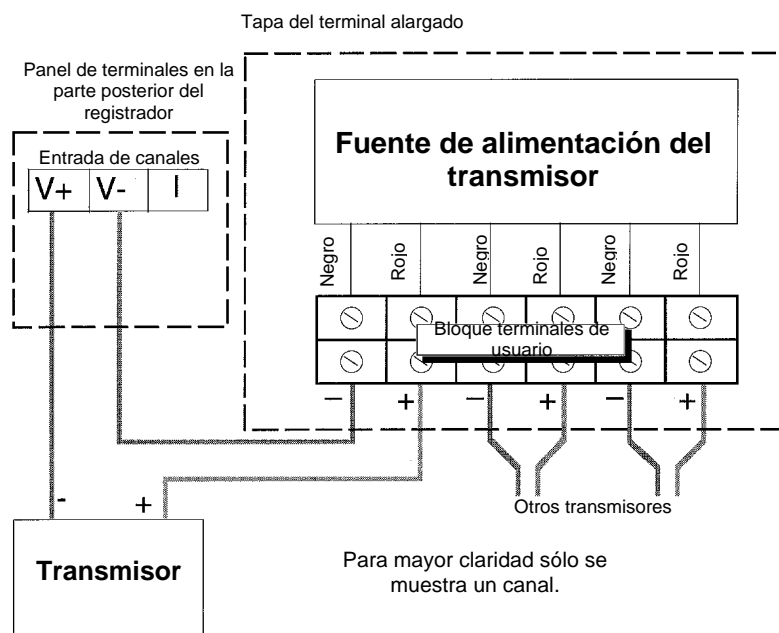 Tapa del terminal alargado
Panel de terminales en la
parte posterior del
registrador
Entrada de canales
V+ V- I
Fuente de alimentación del
transmisor
Negro Rojo Negro Rojo Negro Rojo
Bloque terminales de
usuario
– + – + – +
Otros transmisores
- +
Transmisor
Para mayor claridad sólo se
muestra un canal.